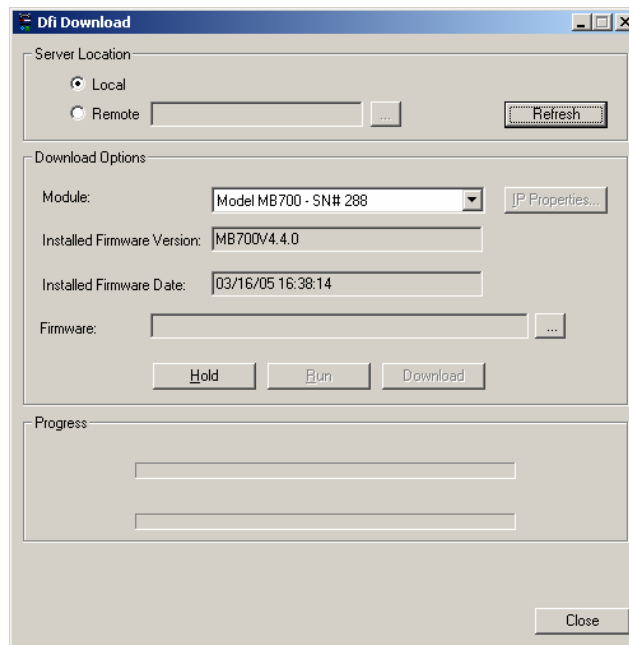 Dfi Download
Server Location
Local
Remote
...
Refresh
Download Options
Module:
Model MB700 - SN# 288
IP Properties...
Installed Firmware Version:
MB700V4.4.0
Installed Firmware Date:
03/16/05 16:38:14
Firmware:
...
Hold
Run
Download
Progress
Close